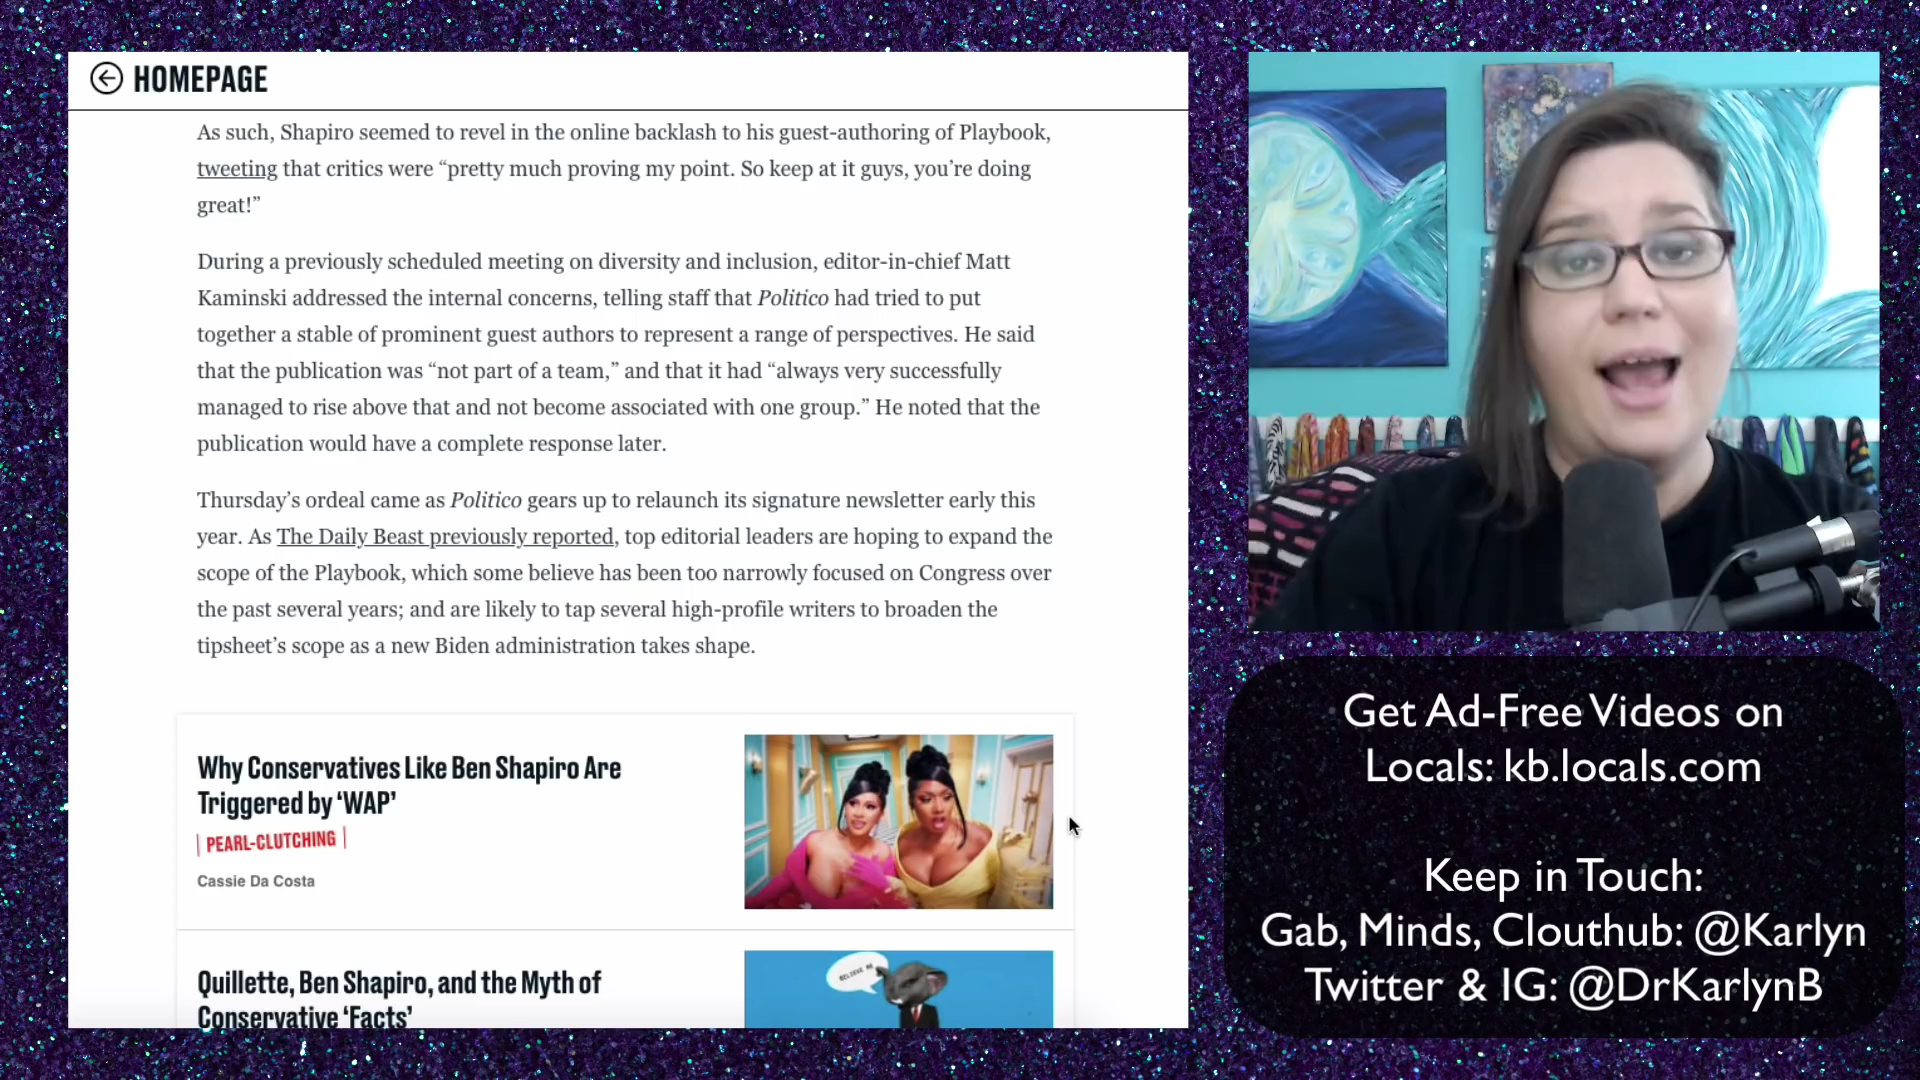 HOMEPAGE
As such, Shapiro seemed to revel in the online backlash to his guest-authoring of Playbook,
tweeting that critics were “pretty much proving my point. So keep at it guys, you’re doing
great!”
During a previously scheduled meeting on diversity and inclusion, editor-in-chief Matt
Kaminski addressed the internal concerns, telling staff that Politico had tried to put
together a stable of prominent guest authors to represent a range of perspectives. He said
that the publication was “not part of a team,” and that it had “always very successfully
managed to rise above that and not become associated with one group.” He noted that the
publication would have a complete response later.
Thursday’s ordeal came as Politico gears up to relaunch its signature newsletter early this
year. As The Daily Beast previously reported, top editorial leaders are hoping to expand the
scope of the Playbook, which some believe has been too narrowly focused on Congress over
the past several years; and are likely to tap several high-profile writers to broaden the
tipsheet’s scope as a new Biden administration takes shape.
Why Conservatives Like Ben Shapiro Are
Triggered by ‘WAP’
PEARL-CLUTCHING
Cassie Da Costa
Quillette, Ben Shapiro, and the Myth of
Conservative ‘Facts’
BELIEVE ME
Get Ad-Free Videos on
Locals: kb.locals.com
Keep in Touch:
Gab, Minds, Clouthub: @Karlyn
Twitter & IG: @DrKarlynB